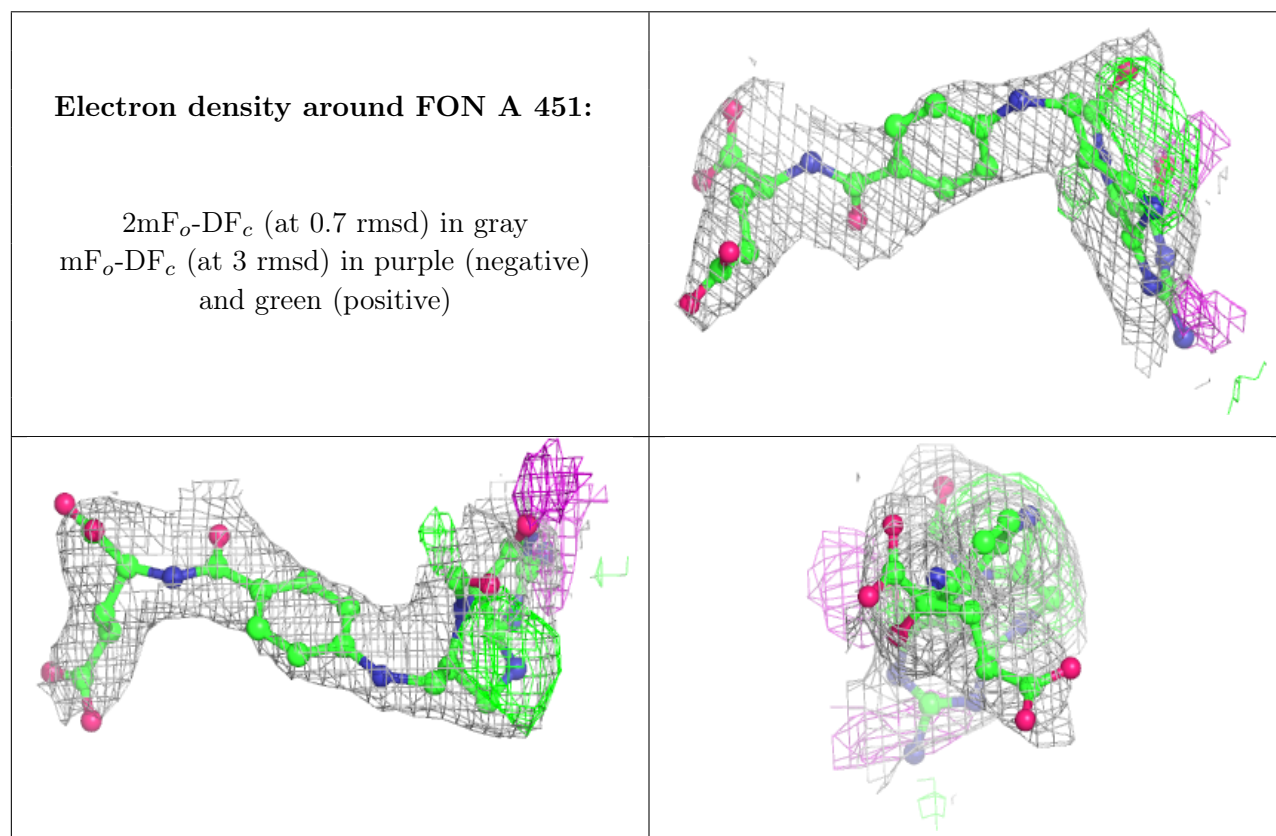 Electron density around FON A 451:
2mFo-DFc (at 0.7 rmsd) in gray
mFo-DFc (at 3 rmsd) in purple (negative)
and green (positive)